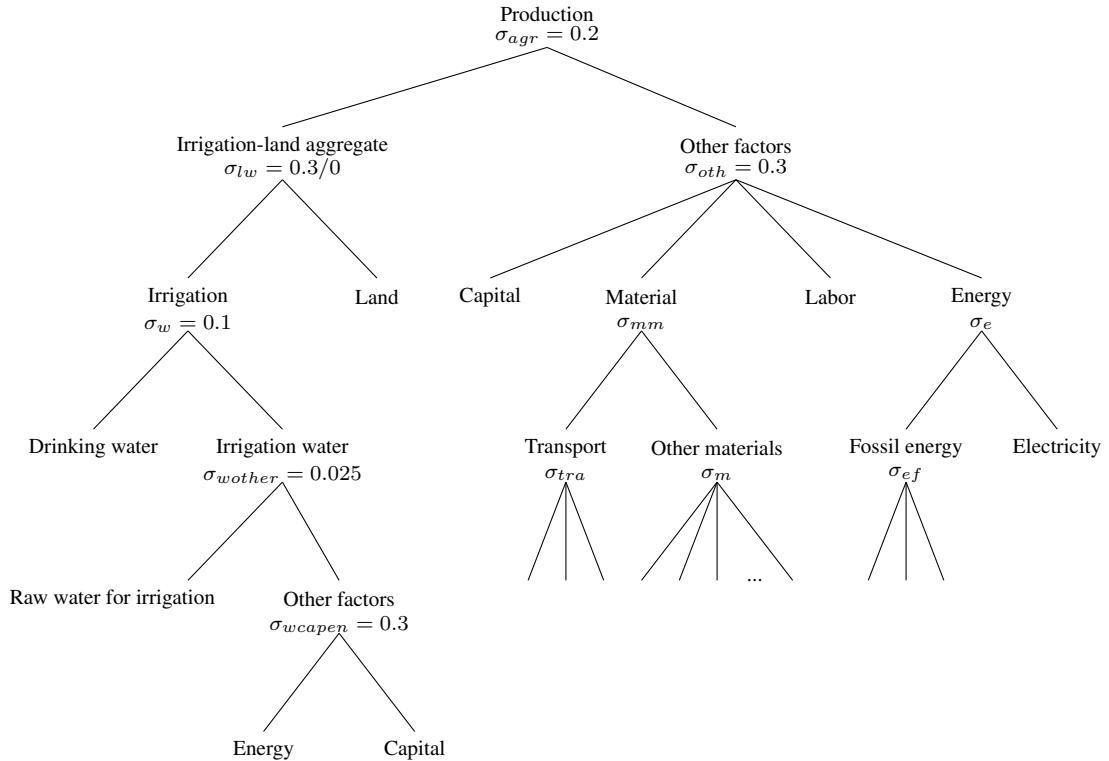 Production
σ_agr = 0.2
Irrigation-land aggregate
σ_lw = 0.3/0
Other factors
σ_oth = 0.3
Irrigation
σ_w = 0.1
Land
Capital
Material
σ_mm
Labor
Energy
σ_e
Drinking water
Irrigation water
σ_wother = 0.025
Transport
σ_tra
Other materials
σ_m
Fossil energy
σ_ef
Electricity
...
Raw water for irrigation
Other factors
σ_wcapen = 0.3
Energy
Capital